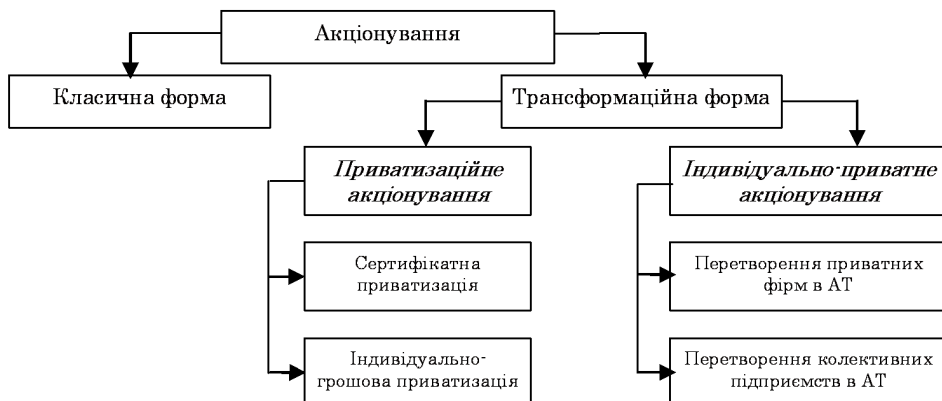 Акціонування
Класична форма
Трансформаційна форма
Приватизаційне
акціонування
Індивідуально-приватне
акціонування
Сертифікатна
приватизація
Перетворення приватних
фірм в АТ
Індивідуально-
грошова приватизація
Перетворення колективних
підприємств в АТ